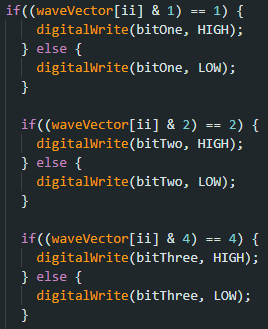 if((waveVector[ii] & 1) == 1) {
digitalWrite(bitOne, HIGH);
} else {
digitalWrite(bitOne, LOW);
}
if((waveVector[ii] & 2) == 2) {
digitalWrite(bitTwo, HIGH);
} else {
digitalWrite(bitTwo, LOW);
}
if((waveVector[ii] & 4) == 4) {
digitalWrite(bitThree, HIGH);
} else {
digitalWrite(bitThree, LOW);
}